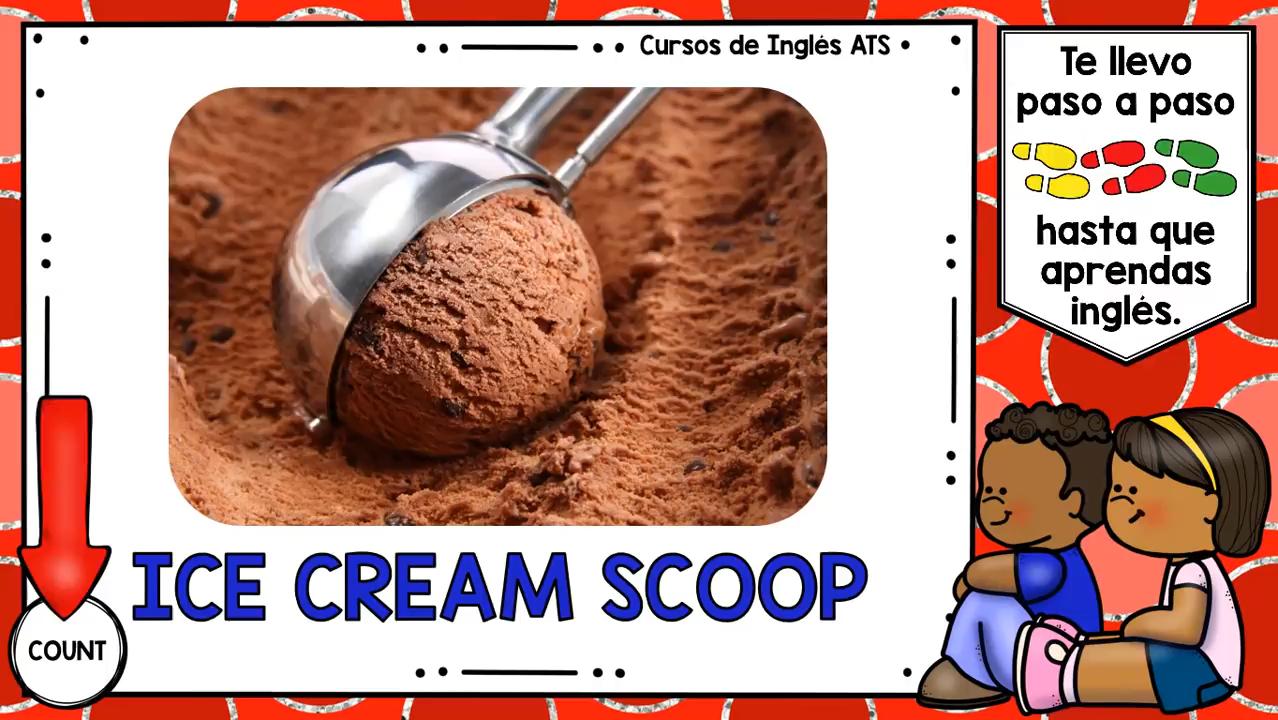 Cursos de Inglés ATS
Te llevo
paso a paso
hasta que
aprendas
inglés.
ICE CREAM SCOOP
COUNT